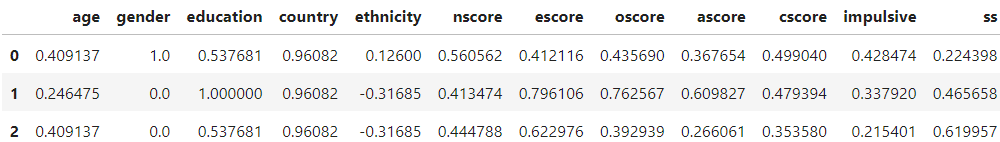 age gender education country ethnicity nscore escore oscore ascore cscore impulsive ss
0 0.409137 1.0 0.537681 0.96082 0.12600 0.560562 0.412116 0.435690 0.367654 0.499040 0.428474 0.224398
1 0.246475 0.0 1.000000 0.96082 -0.31685 0.413474 0.796106 0.762567 0.609827 0.479394 0.337920 0.465658
2 0.409137 0.0 0.537681 0.96082 -0.31685 0.444788 0.622976 0.392939 0.266061 0.353580 0.215401 0.619957